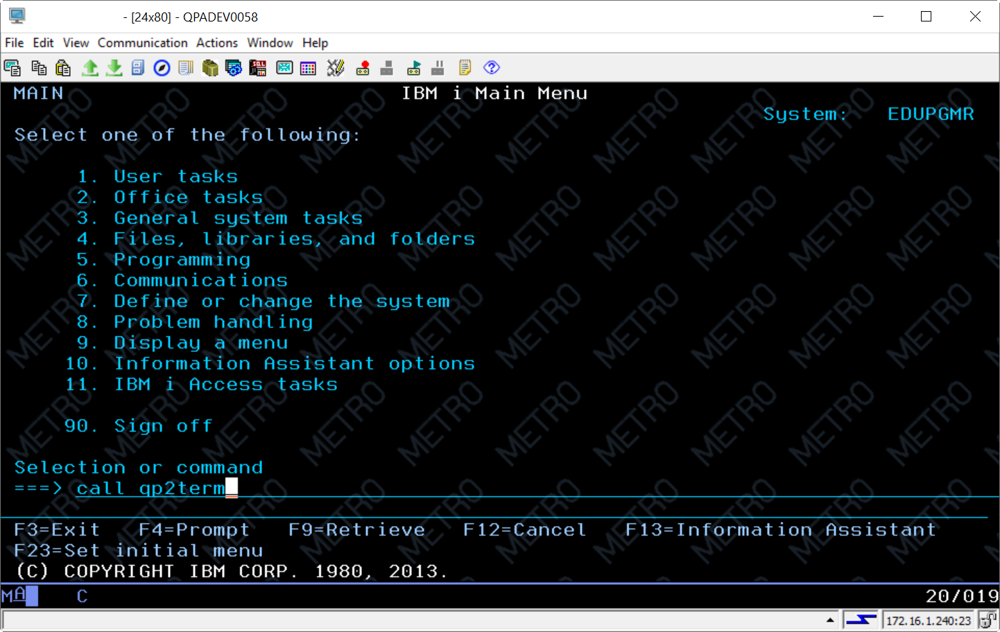 - [24x80] - QPADEV0058
File Edit View Communication Actions Window Help
MAIN IBM i Main Menu
System: EDUPGMR
Select one of the following:
1. User tasks
2. Office tasks
3. General system tasks
4. Files, libraries, and folders
5. Programming
6. Communications
7. Define or change the system
8. Problem handling
9. Display a menu
10. Information Assistant options
11. IBM i Access tasks
90. Sign off
Selection or command
===> call qp2term
F3=Exit F4=Prompt F9=Retrieve F12=Cancel F13=Information Assistant
F23=Set initial menu
(C) COPYRIGHT IBM CORP. 1980, 2013.
MA C 20/019
172.16.1.240:23
METRO